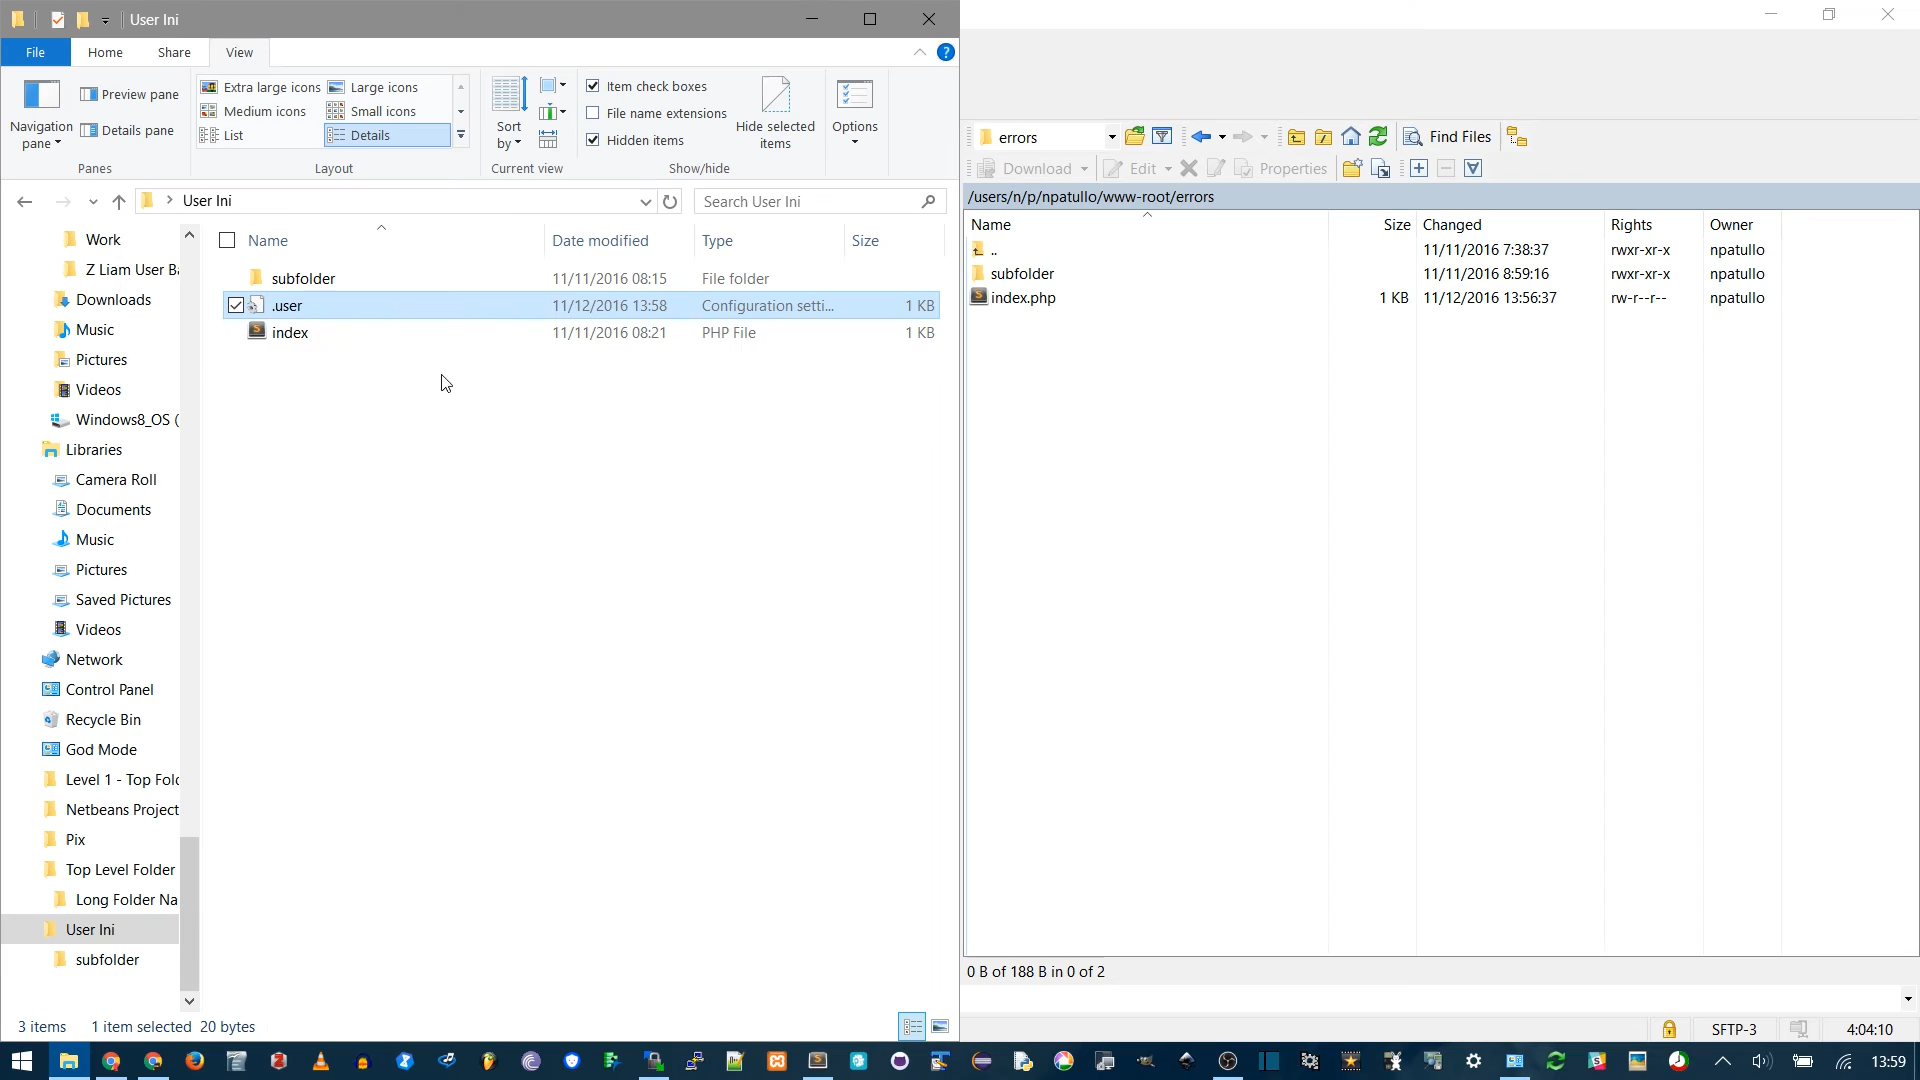 User Ini
File Home Share View
Navigation pane
Preview pane
Details pane
Panes
Extra large icons Large icons
Medium icons Small icons
List Details
Layout
Sort by
Current view
Item check boxes
File name extensions
Hidden items
Hide selected items
Show/hide
Options
User Ini
Search User Ini
Work
Z Liam User Ba
Downloads
Music
Pictures
Videos
Windows8_OS (
Libraries
Camera Roll
Documents
Music
Pictures
Saved Pictures
Videos
Network
Control Panel
Recycle Bin
God Mode
Level 1 - Top Fold
Netbeans Project
Pix
Top Level Folder
Long Folder Na
User Ini
subfolder
Name Date modified Type Size
subfolder 11/11/2016 08:15 File folder
.user 11/12/2016 13:58 Configuration setti... 1 KB
index 11/11/2016 08:21 PHP File 1 KB
3 items 1 item selected 20 bytes
errors
Find Files
Download Edit Properties
/users/n/p/npatullo/www-root/errors
Name Size Changed Rights Owner
.. 11/11/2016 7:38:37 rwxr-xr-x npatullo
subfolder 11/11/2016 8:59:16 rwxr-xr-x npatullo
index.php 1 KB 11/12/2016 13:56:37 rw-r--r-- npatullo
0 B of 188 B in 0 of 2
SFTP-3 4:04:10
13:59